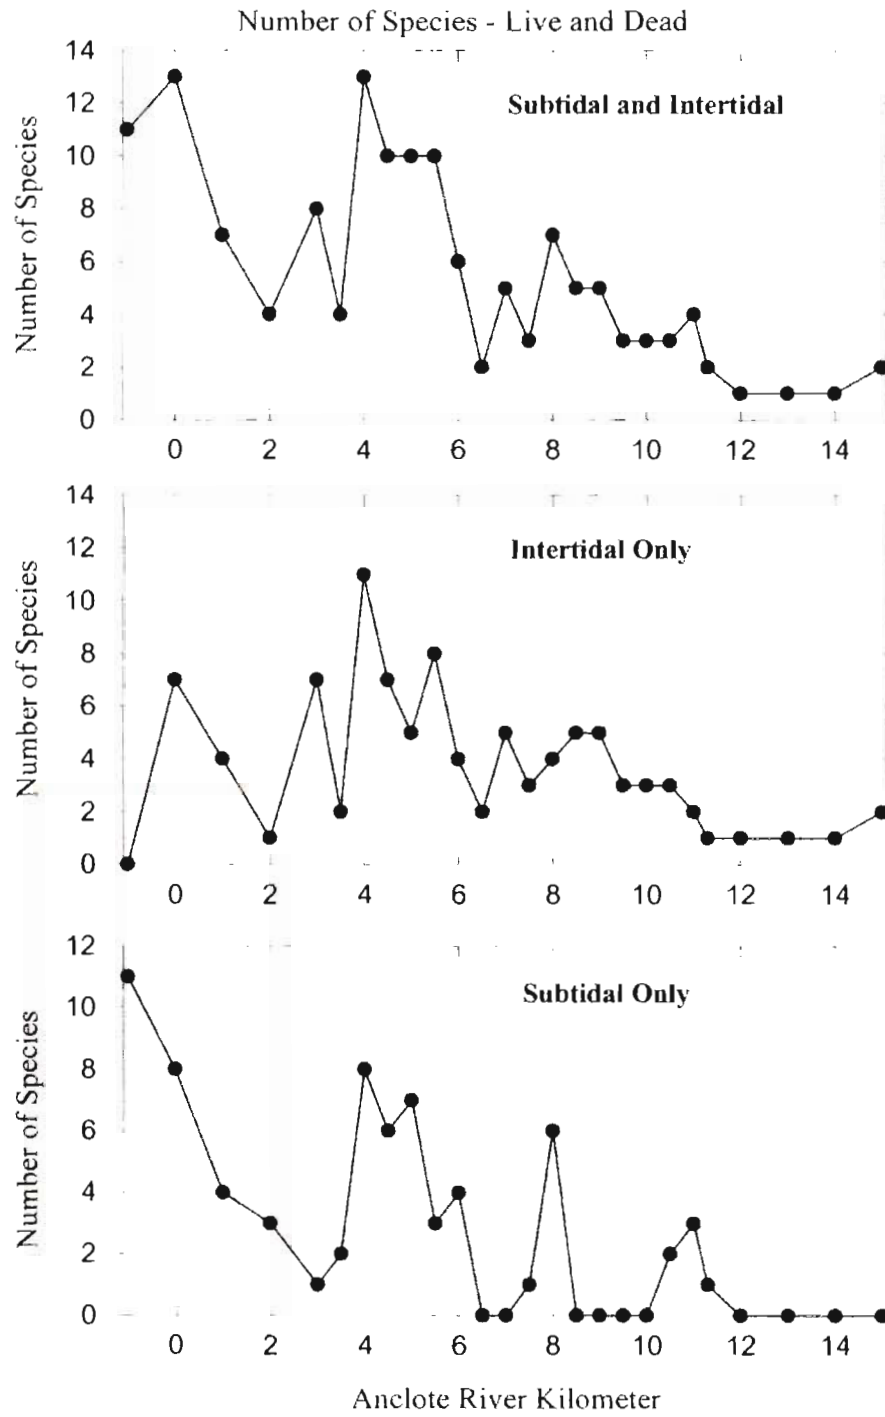 Number of Species - Live and Dead
Subtidal and Intertidal
Number of Species
14
12
10
8
6
4
2
0
0 2 4 6 8 10 12 14
Intertidal Only
Number of Species
14
12
10
8
6
4
2
0
0 2 4 6 8 10 12 14
Subtidal Only
Number of Species
12
10
8
6
4
2
0
0 2 4 6 8 10 12 14
Anclote River Kilometer